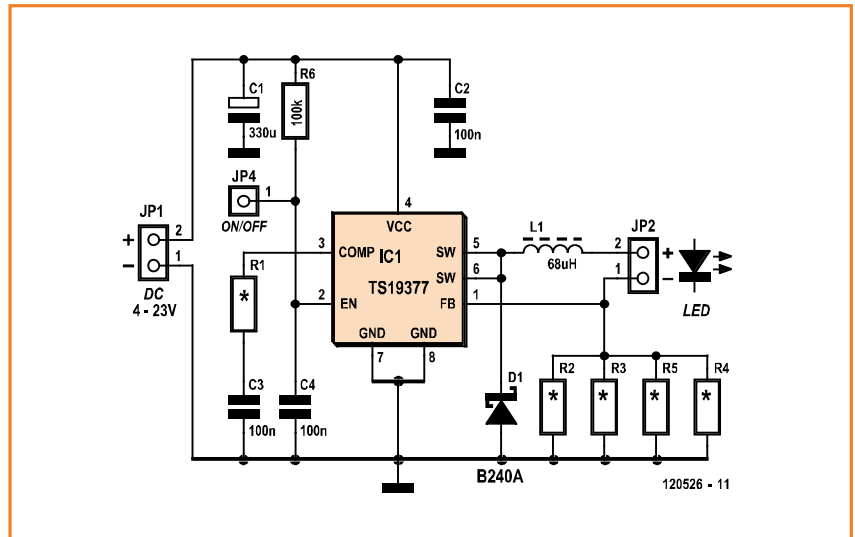 C1
330u
R6
100k
C2
100n
JP4
1
ON/OFF
JP1
2
+
1
–
DC
4 - 23V
4
VCC
3
COMP
IC1
TS19377
SW
5
SW
6
2
EN
FB
1
GND
GND
7
8
L1
68uH
JP2
2
+
1
–
LED
R1
*
C3
100n
C4
100n
D1
B240A
R2
*
R3
*
R5
*
R4
*
120526 - 11